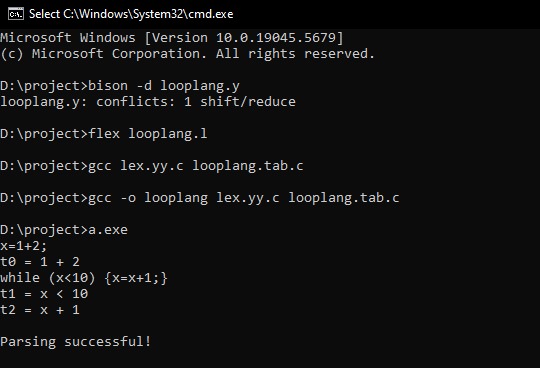 Select C:\Windows\System32\cmd.exe
Microsoft Windows [Version 10.0.19045.5679]
(c) Microsoft Corporation. All rights reserved.
D:\project>bison -d looplang.y
looplang.y: conflicts: 1 shift/reduce
D:\project>flex looplang.l
D:\project>gcc lex.yy.c looplang.tab.c
D:\project>gcc -o looplang lex.yy.c looplang.tab.c
D:\project>a.exe
x=1+2;
t0 = 1 + 2
while (x<10) {x=x+1;}
t1 = x < 10
t2 = x + 1
Parsing successful!